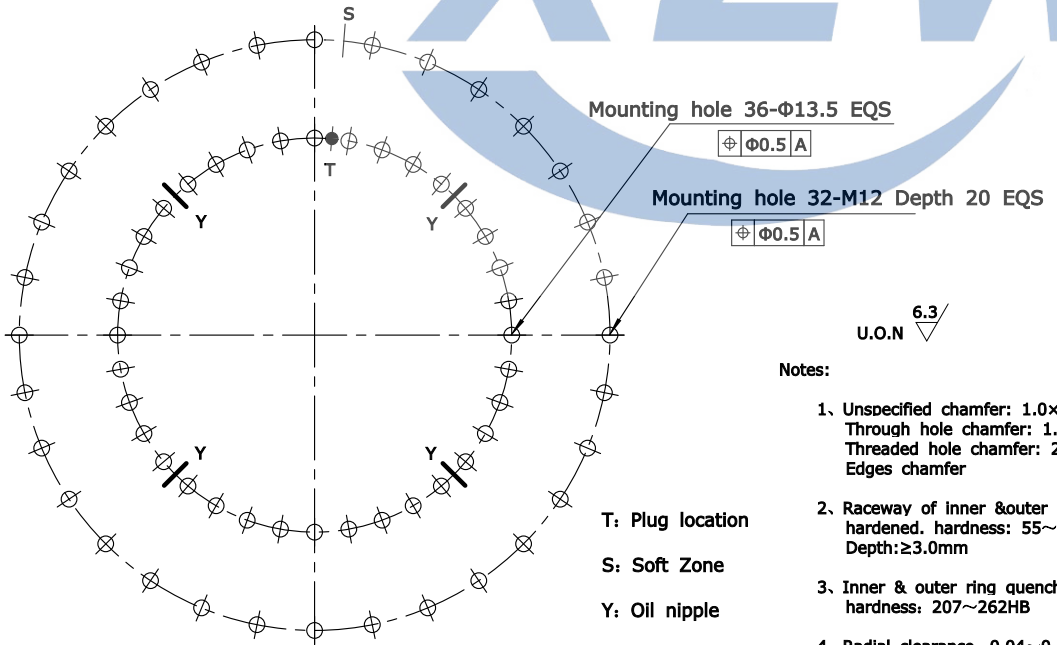 XEW
S
Mounting hole 36-Φ13.5 EQS
⌖ Φ0.5 A
T
Mounting hole 32-M12 Depth 20 EQS
Y
Y
⌖ Φ0.5 A
6.3
U.O.N
Notes:
1、Unspecified chamfer: 1.0×
Through hole chamfer: 1.
Threaded hole chamfer: 2
Edges chamfer
Y
Y
T: Plug location
2、Raceway of inner &outer
hardened. hardness: 55~
Depth:≥3.0mm
S: Soft Zone
3、Inner & outer ring quench
hardness: 207~262HB
Y: Oil nipple